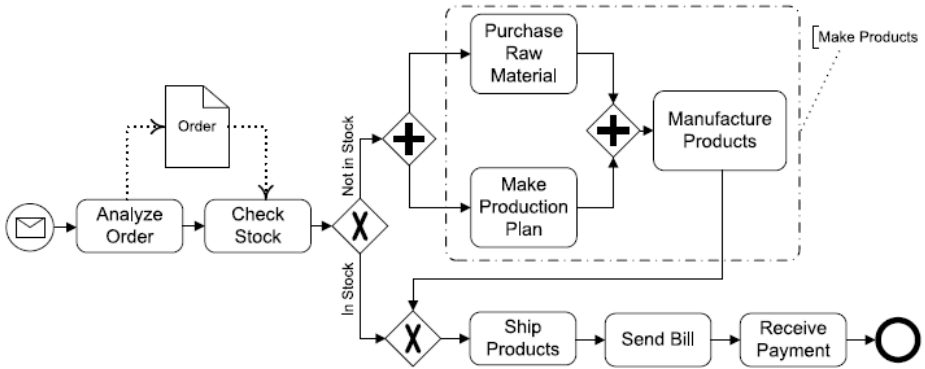 Purchase
Raw
Material
Make Products
Order
Manufacture
Products
Not in Stock
Make
Production
Plan
Analyze
Order
Check
Stock
In Stock
Ship
Products
Send Bill
Receive
Payment